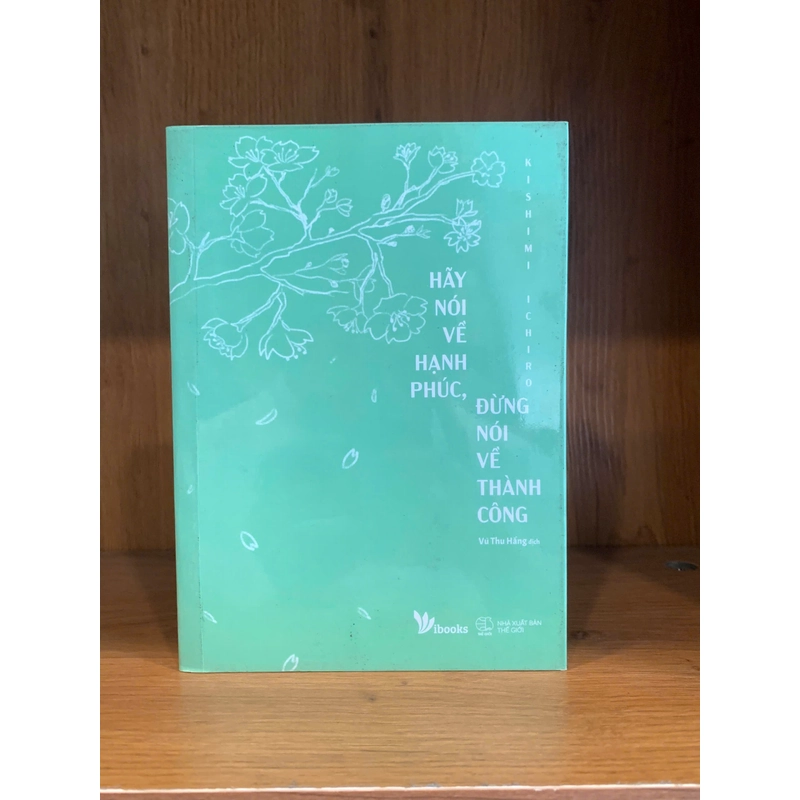 KISHIMI ICHIRO
HÃY
NÓI
VỀ
HẠNH
PHÚC,
ĐỪNG
NÓI
VỀ
THÀNH
CÔNG
Vũ Thu Hằng dịch
Vibooks
NHÀ XUẤT BẢN
THẾ GIỚI